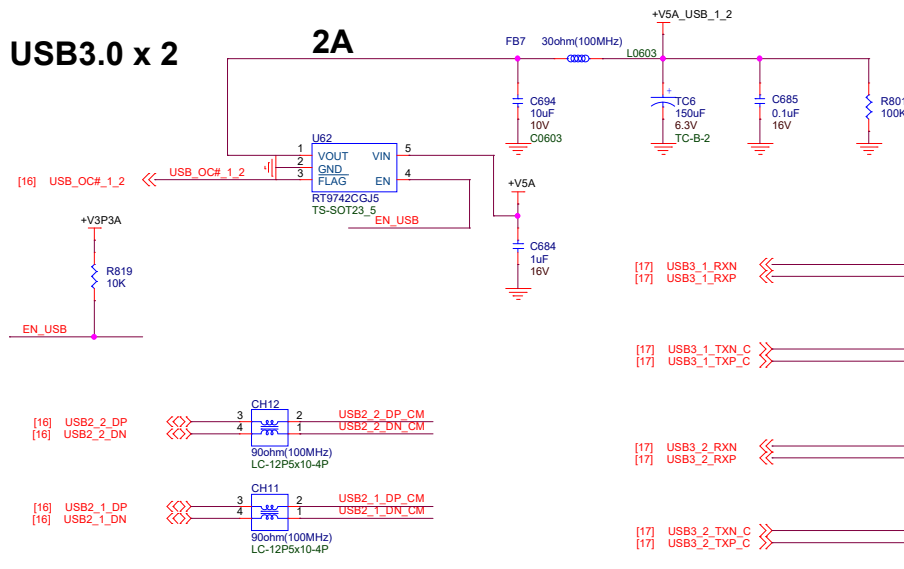 USB3.0 x 2
2A
+V5A_USB_1_2
FB7
30ohm(100MHz)
L0603
C694
10uF
10V
C0603
+
TC6
150uF
6.3V
TC-B-2
C685
0.1uF
16V
R801
100K
U62
1 VOUT VIN 5
2 GND
3 FLAG EN 4
RT9742CGJ5
TS-SOT23_5
[16] USB_OC#_1_2
USB_OC#_1_2
EN_USB
+V5A
C684
1uF
16V
+V3P3A
R819
10K
EN_USB
[17] USB3_1_RXN
[17] USB3_1_RXP
[17] USB3_1_TXN_C
[17] USB3_1_TXP_C
[17] USB3_2_RXN
[17] USB3_2_RXP
[17] USB3_2_TXN_C
[17] USB3_2_TXP_C
CH12
[16] USB2_2_DP 3 2 USB2_2_DP_CM
[16] USB2_2_DN 4 1 USB2_2_DN_CM
90ohm(100MHz)
LC-12P5x10-4P
CH11
[16] USB2_1_DP 3 2 USB2_1_DP_CM
[16] USB2_1_DN 4 1 USB2_1_DN_CM
90ohm(100MHz)
LC-12P5x10-4P